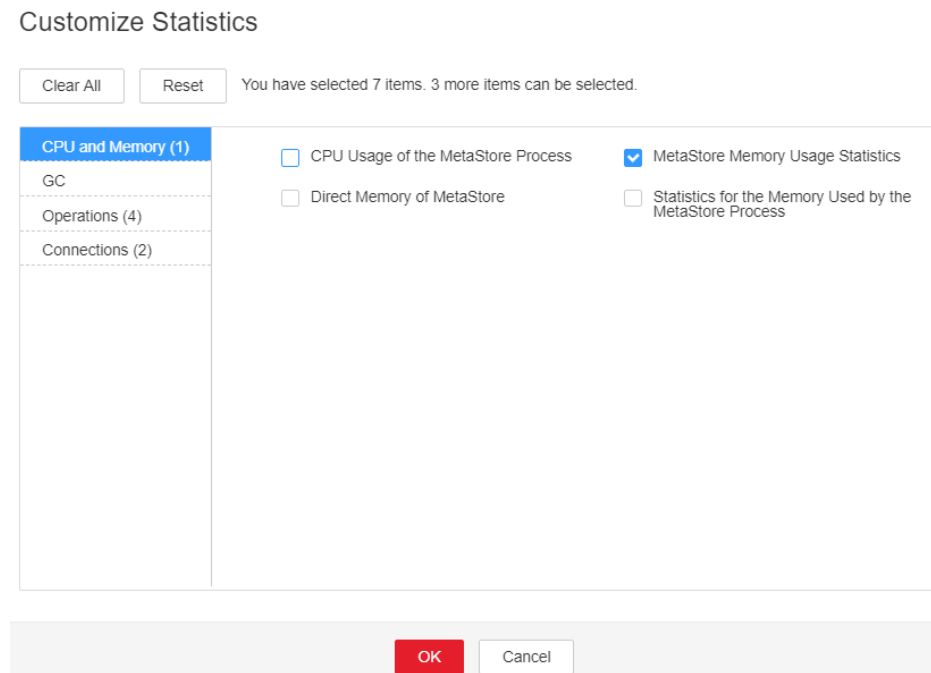 Customize Statistics
Clear All
Reset
You have selected 7 items. 3 more items can be selected.
CPU and Memory (1)
GC
Operations (4)
Connections (2)
CPU Usage of the MetaStore Process
MetaStore Memory Usage Statistics
Direct Memory of MetaStore
Statistics for the Memory Used by the
MetaStore Process
OK
Cancel